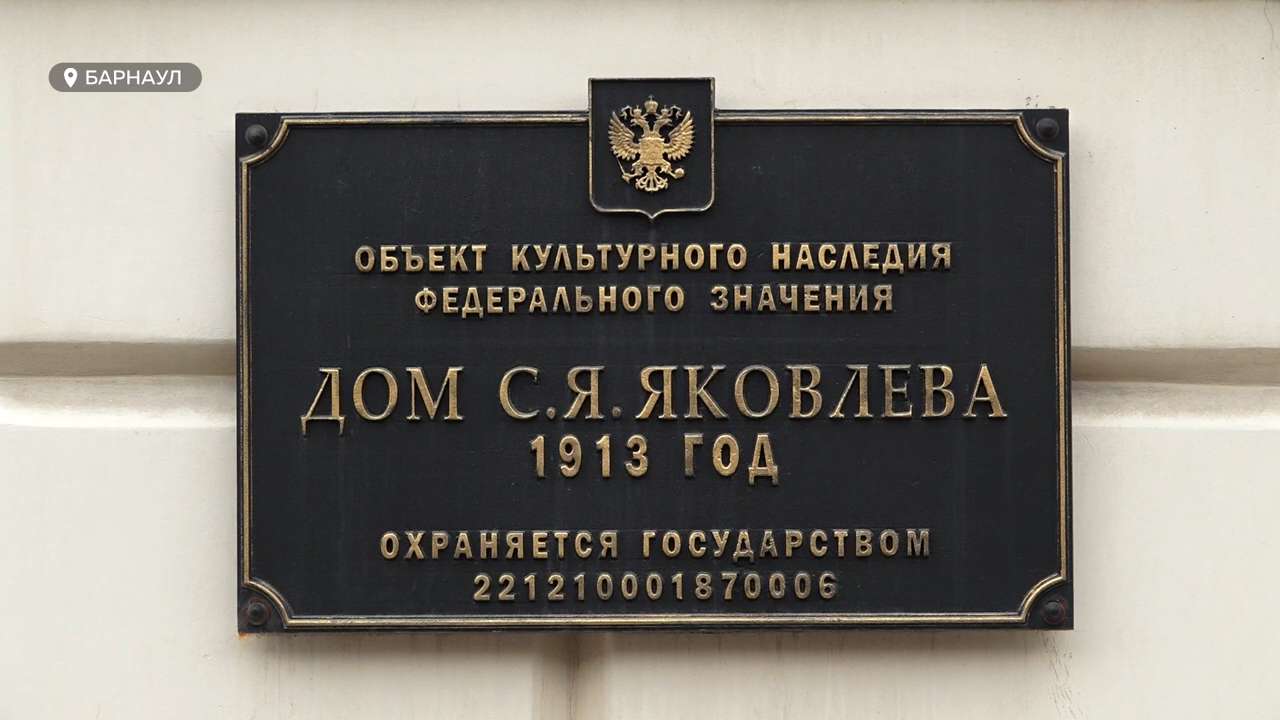 БАРНАУЛ
ОБЪЕКТ КУЛЬТУРНОГО НАСЛЕДИЯ
ФЕДЕРАЛЬНОГО ЗНАЧЕНИЯ
ДОМ С.Я.ЯКОВЛЕВА
1913 ГОД
ОХРАНЯЕТСЯ ГОСУДАРСТВОМ
221210001870006